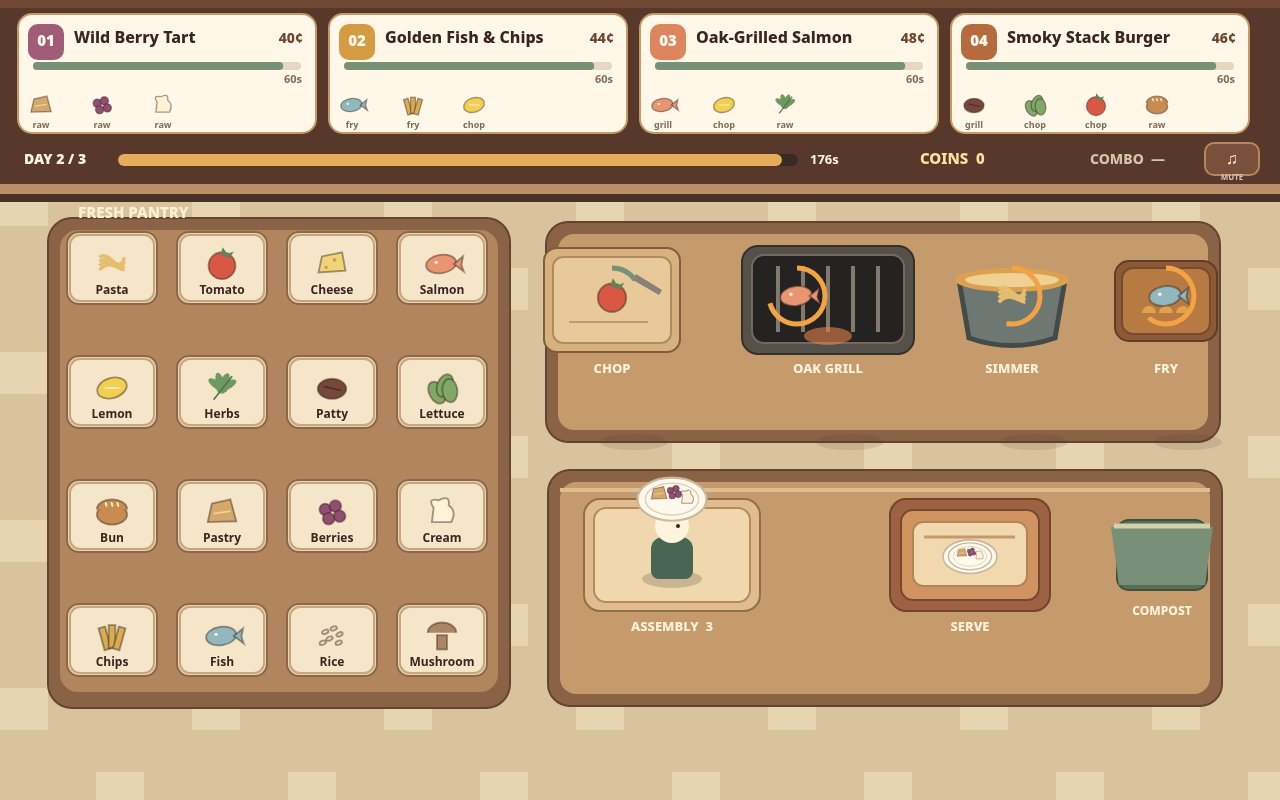 01 Wild Berry Tart 40¢
60s
raw raw raw
02 Golden Fish & Chips 44¢
60s
fry fry chop
03 Oak-Grilled Salmon 48¢
60s
grill chop raw
04 Smoky Stack Burger 46¢
60s
grill chop chop raw
DAY 2 / 3 176s COINS 0 COMBO —
♫
MUTE
FRESH PANTRY
Pasta Tomato Cheese Salmon
Lemon Herbs Patty Lettuce
Bun Pastry Berries Cream
Chips Fish Rice Mushroom
CHOP OAK GRILL SIMMER FRY
ASSEMBLY 3 SERVE COMPOST